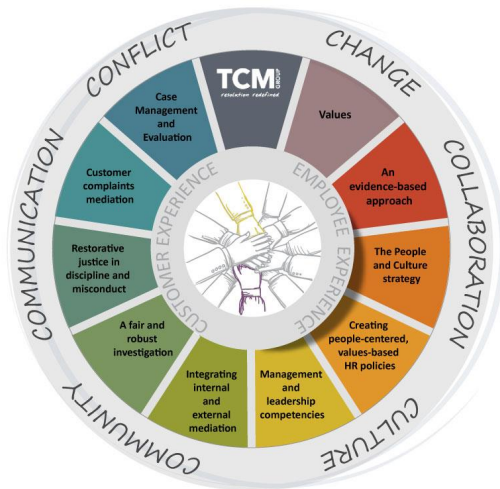 CONFLICT
CHANGE
COLLABORATION
CULTURE
COMMUNITY
COMMUNICATION
TCM
GROUP
resolution redefined
Values
An
evidence-based
approach
The People
and Culture
strategy
Creating
people-centered,
values-based
HR policies
Management
and
leadership
competencies
Integrating
internal
and
external
mediation
A fair and
robust
investigation
Restorative
justice in
discipline and
misconduct
Customer
complaints
mediation
Case
Management
and
Evaluation
CUSTOMER EXPERIENCE
EMPLOYEE EXPERIENCE